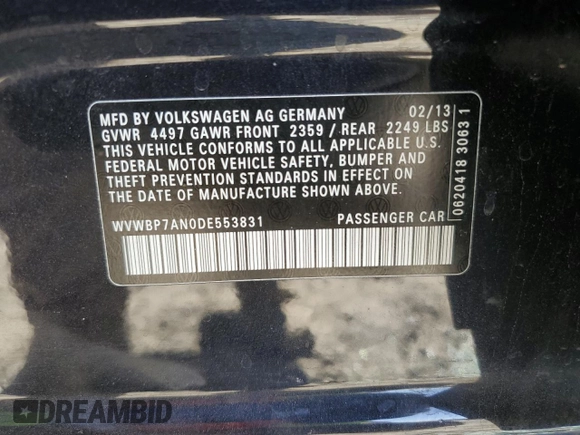 MFD BY VOLKSWAGEN AG GERMANY 02/13
GVWR 4497 GAWR FRONT 2359 / REAR 2249 LBS
THIS VEHICLE CONFORMS TO ALL APPLICABLE U.S.
FEDERAL MOTOR VEHICLE SAFETY, BUMPER AND
THEFT PREVENTION STANDARDS IN EFFECT ON
THE DATE OF MANUFACTURE SHOWN ABOVE.
WVWBP7AN0DE553831 PASSENGER CAR
0620418 3063 1
DREAMBID